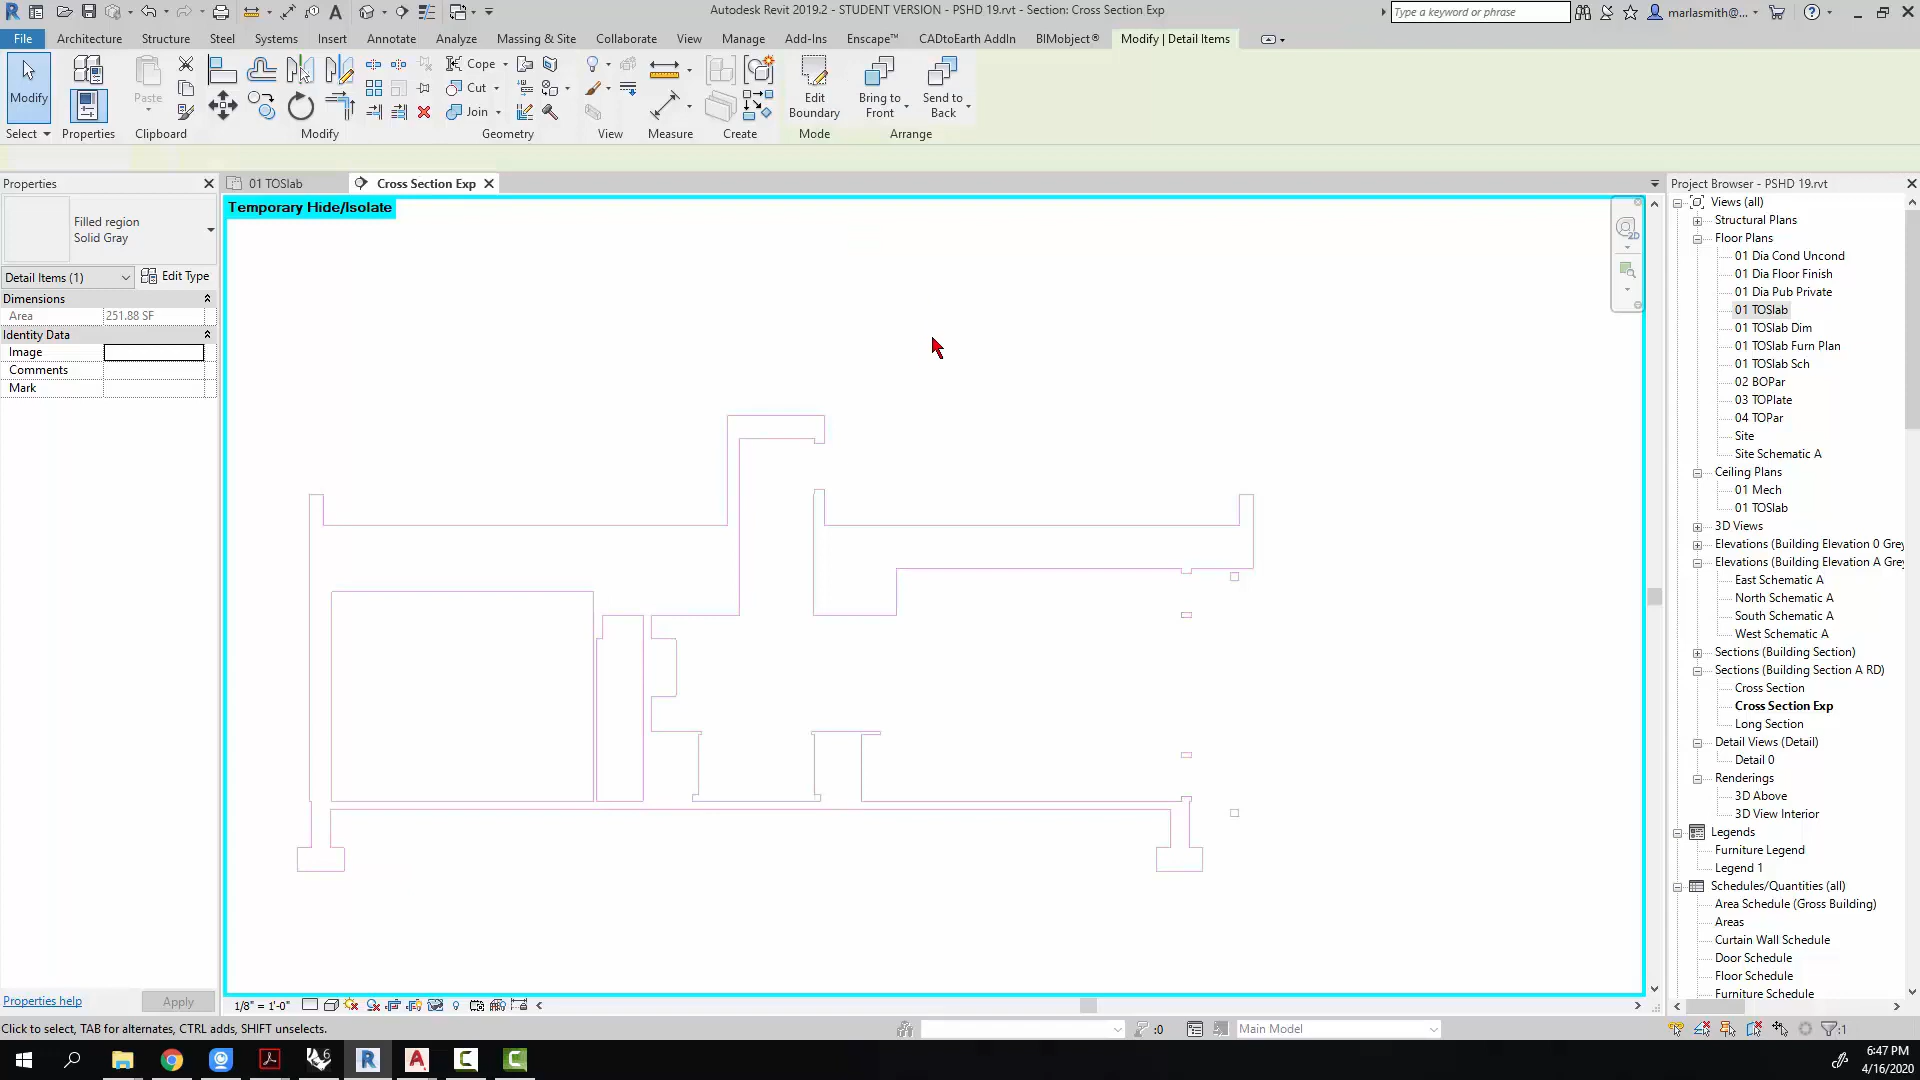 Autodesk Revit 2019.2 - STUDENT VERSION - PSHD 19.rvt - Section: Cross Section Exp
Type a keyword or phrase
marlasmith@...
File
Architecture
Structure
Steel
Systems
Insert
Annotate
Analyze
Massing & Site
Collaborate
View
Manage
Add-Ins
Enscape™
CADtoEarth AddIn
BIMobject®
Modify | Detail Items
Modify
Paste
Cope
Cut
Join
Edit
Boundary
Bring to
Front
Send to
Back
Select
Properties
Clipboard
Modify
Geometry
View
Measure
Create
Mode
Arrange
Properties
01 TOSlab
Cross Section Exp
Project Browser - PSHD 19.rvt
Filled region
Solid Gray
Detail Items (1)
Edit Type
Dimensions
Area
251.88 SF
Identity Data
Image
Comments
Mark
Properties help
Apply
Temporary Hide/Isolate
2D
Views (all)
Structural Plans
Floor Plans
01 Dia Cond Uncond
01 Dia Floor Finish
01 Dia Pub Private
01 TOSlab
01 TOSlab Dim
01 TOSlab Furn Plan
01 TOSlab Sch
02 BOPar
03 TOPlate
04 TOPar
Site
Site Schematic A
Ceiling Plans
01 Mech
01 TOSlab
3D Views
Elevations (Building Elevation 0 Grey
Elevations (Building Elevation A Grey
East Schematic A
North Schematic A
South Schematic A
West Schematic A
Sections (Building Section)
Sections (Building Section A RD)
Cross Section
Cross Section Exp
Long Section
Detail Views (Detail)
Detail 0
Renderings
3D Above
3D View Interior
Legends
Furniture Legend
Legend 1
Schedules/Quantities (all)
Area Schedule (Gross Building)
Areas
Curtain Wall Schedule
Door Schedule
Floor Schedule
Furniture Schedule
1/8" = 1'-0"
Click to select, TAB for alternates, CTRL adds, SHIFT unselects.
:0
Main Model
:1
6:47 PM
4/16/2020